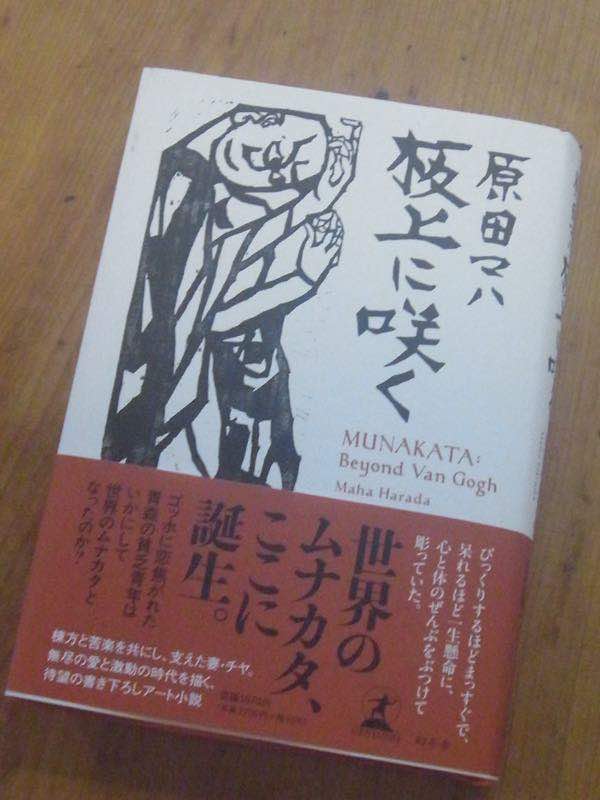 原田マハ
板上に咲く
MUNAKATA:
Beyond Van Gogh
Maha Harada
びっくりするほどまっすぐで、
呆れるほど一生懸命に、
心と体のぜんぶをぶつけて
彫っていた。
世界の
ムナカタ、
ここに
誕生。
ゴッホに恋焦がれた
青森の貧乏青年は
いかにして
世界のムナカタと
なったのか?
棟方と苦楽を共にし、支えた妻・チヤ。
無尽の愛と激動の時代を描く、
待望の書き下ろしアート小説
幻冬舎